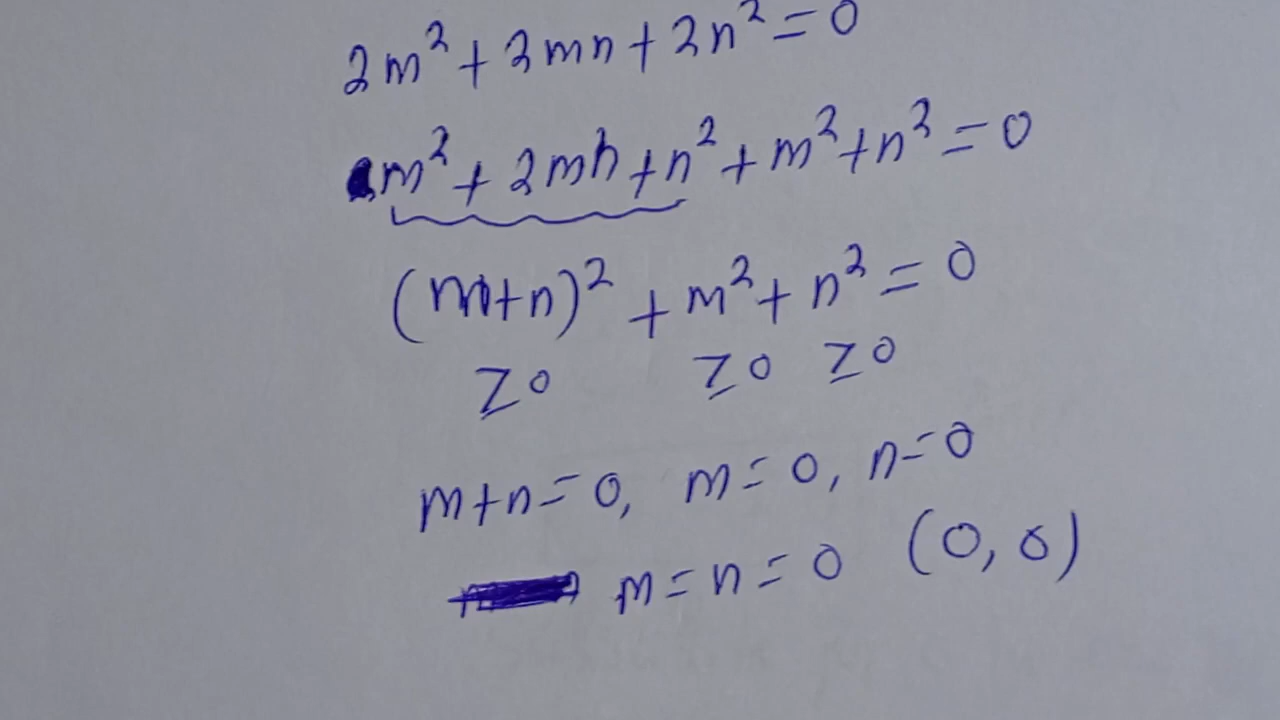 2m² + 2mn + 2n² = 0
m² + 2mn + n² + m² + n² = 0
(m+n)² + m² + n² = 0
≥0 ≥0 ≥0
m+n=0, m=0, n=0
m=n=0 (0,0)